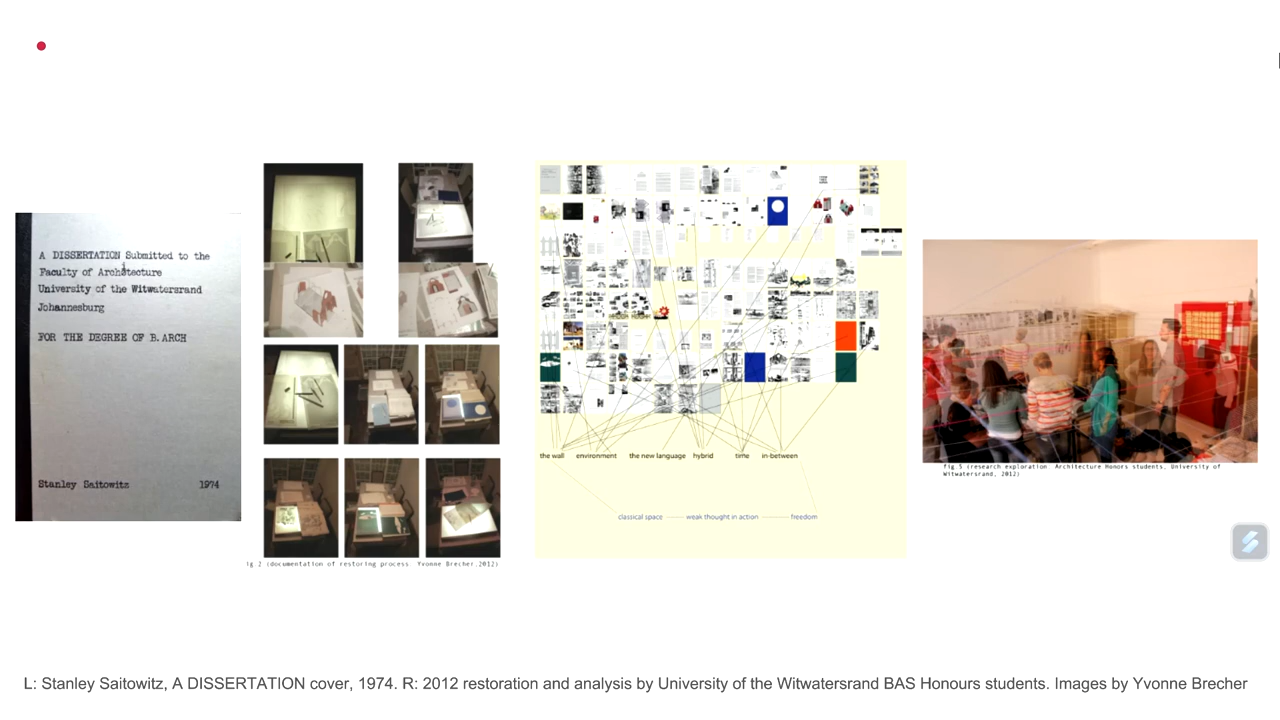 A DISSERTATION Submitted to the
Faculty of Architecture
University of the Witwatersrand
Johannesburg
FOR THE DEGREE OF B.ARCH
Stanley Saitowitz 1974
ig 2 (documentation of restoring process. Yvonne Brecher,2012)
the wall environment the new language hybrid time in-between
classical space weak thought in action freedom
fig 5 (research exploration. Architecture Honors students, University of
Witwatersrand, 2012)
L: Stanley Saitowitz, A DISSERTATION cover, 1974. R: 2012 restoration and analysis by University of the Witwatersrand BAS Honours students. Images by Yvonne Brecher